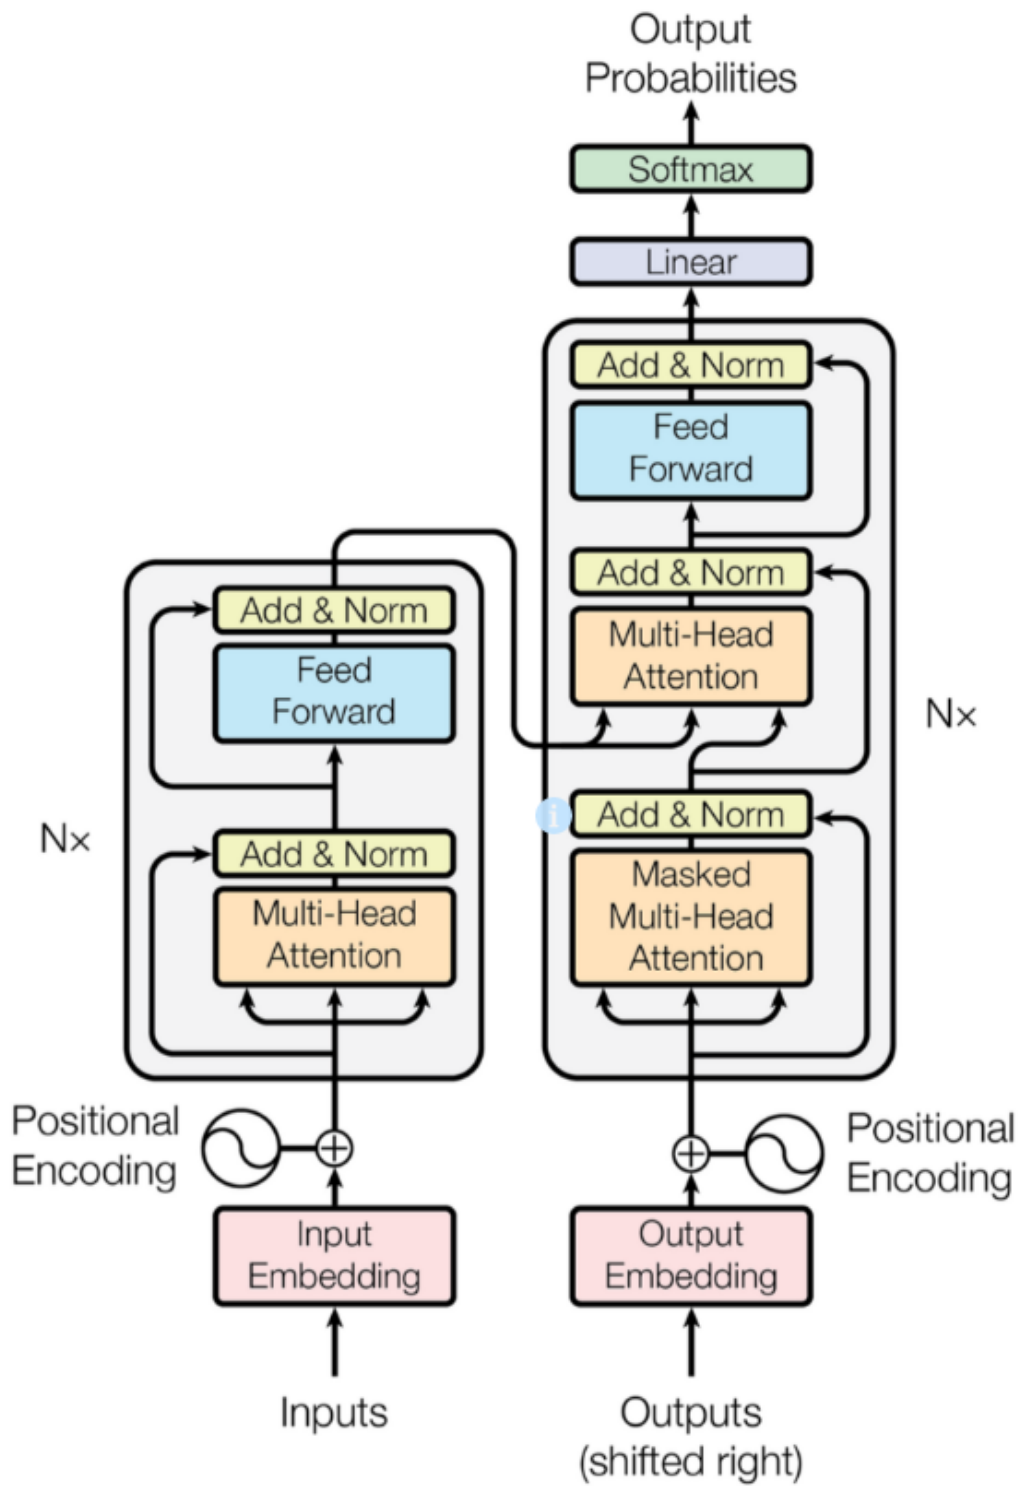 Output
Probabilities
Softmax
Linear
Add & Norm
Feed
Forward
Add & Norm
Multi-Head
Attention
Nx
Add & Norm
Masked
Multi-Head
Attention
Add & Norm
Feed
Forward
Nx
Add & Norm
Multi-Head
Attention
Positional
Encoding
Positional
Encoding
Input
Embedding
Output
Embedding
Inputs
Outputs
(shifted right)
i